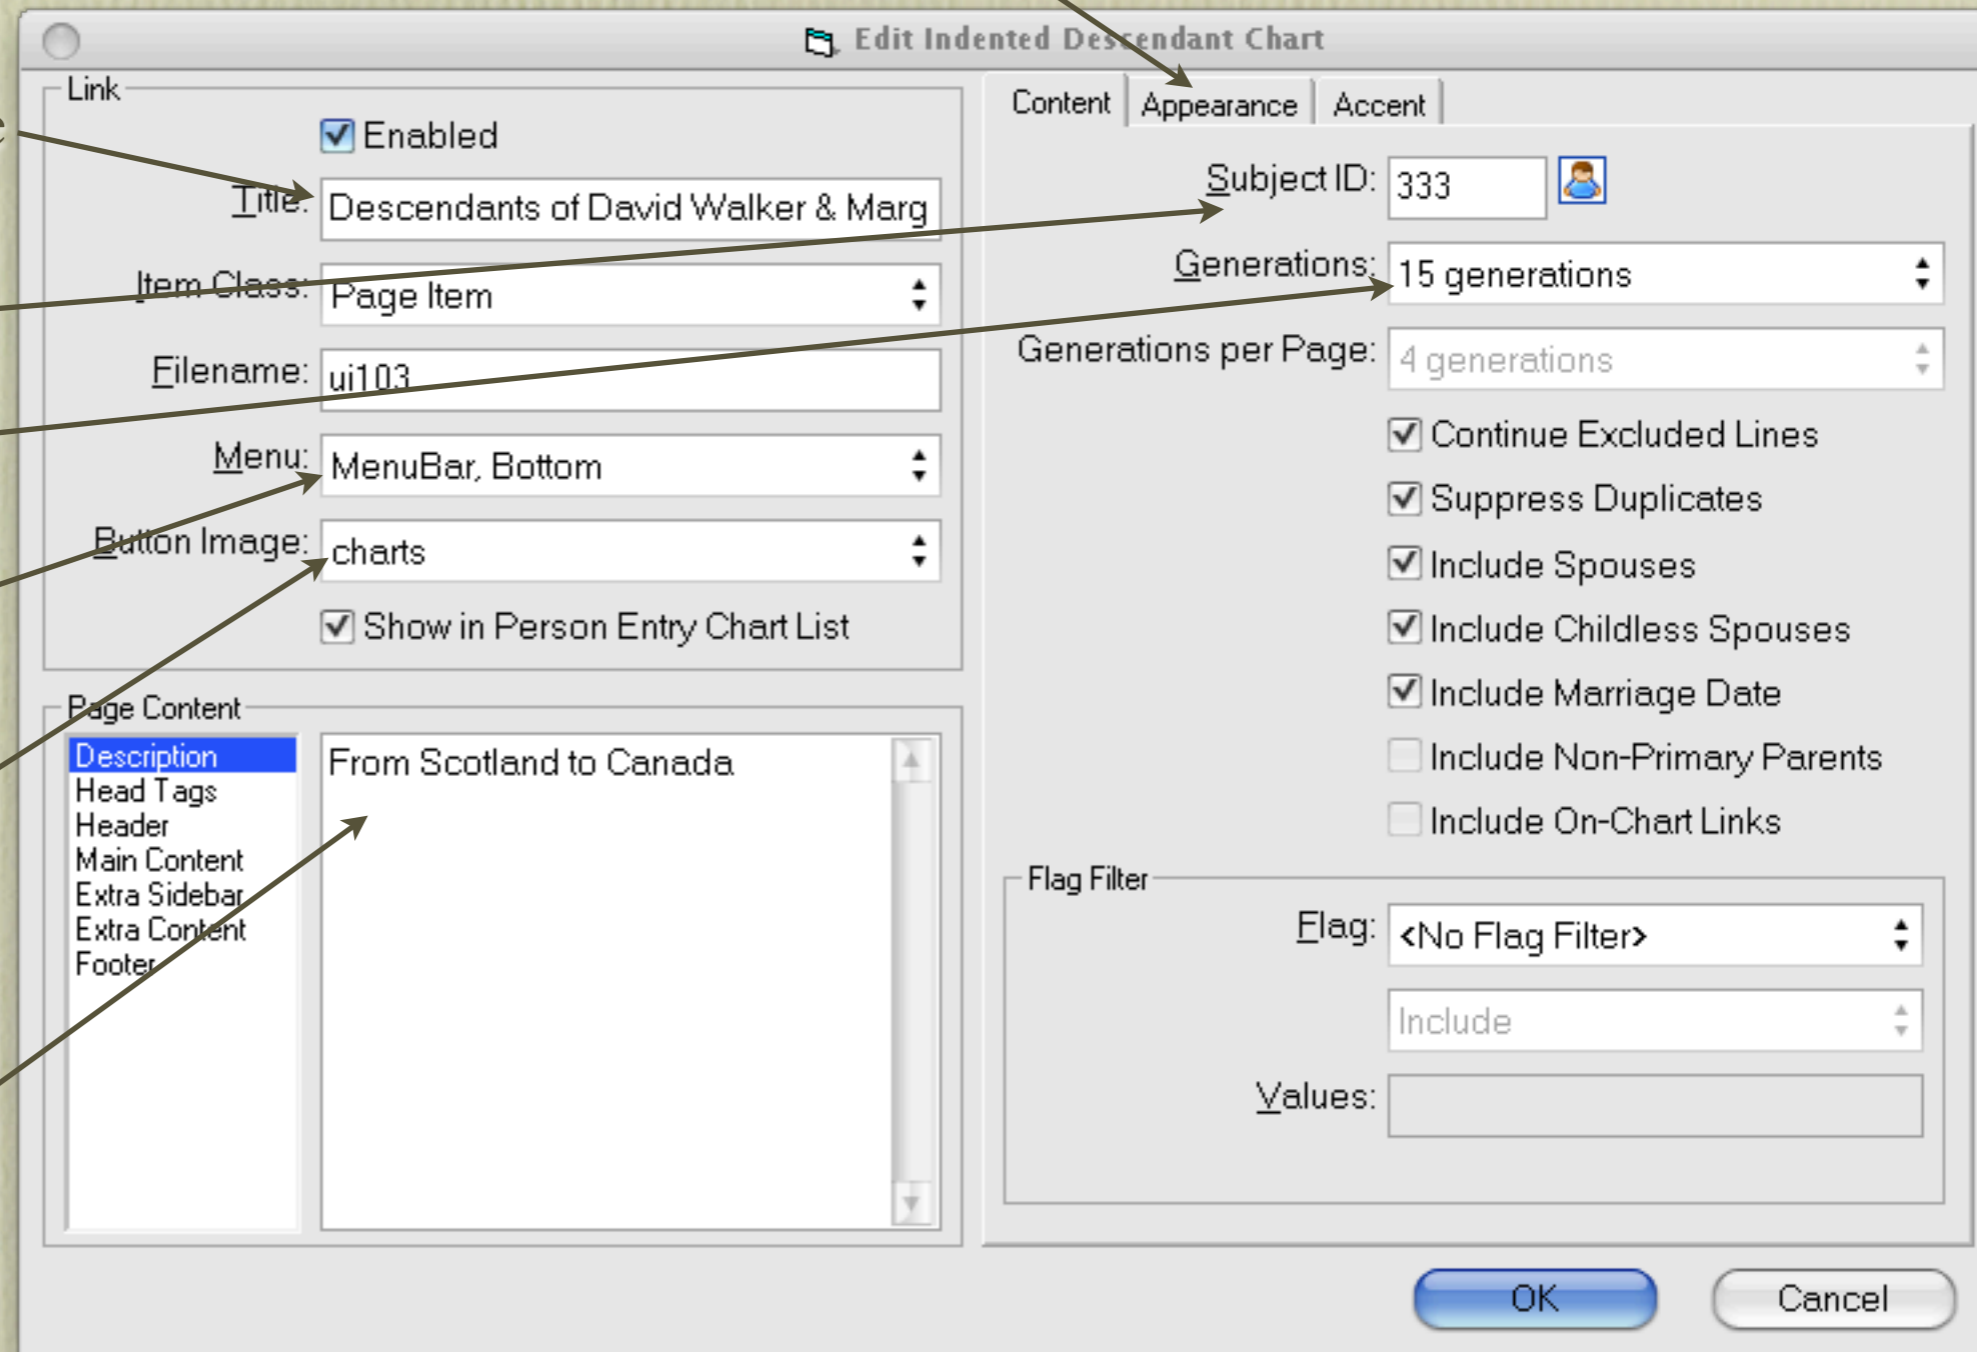 Edit Indented Descendant Chart
Link
Enabled
Title: Descendants of David Walker & Marg
Item Class: Page Item
Filename: ui103
Menu: MenuBar, Bottom
Button Image: charts
Show in Person Entry Chart List
Page Content
Description
Head Tags
Header
Main Content
Extra Sidebar
Extra Content
Footer
From Scotland to Canada
Content Appearance Accent
Subject ID: 333
Generations: 15 generations
Generations per Page: 4 generations
Continue Excluded Lines
Suppress Duplicates
Include Spouses
Include Childless Spouses
Include Marriage Date
Include Non-Primary Parents
Include On-Chart Links
Flag Filter
Flag: <No Flag Filter>
Include
Values:
OK Cancel